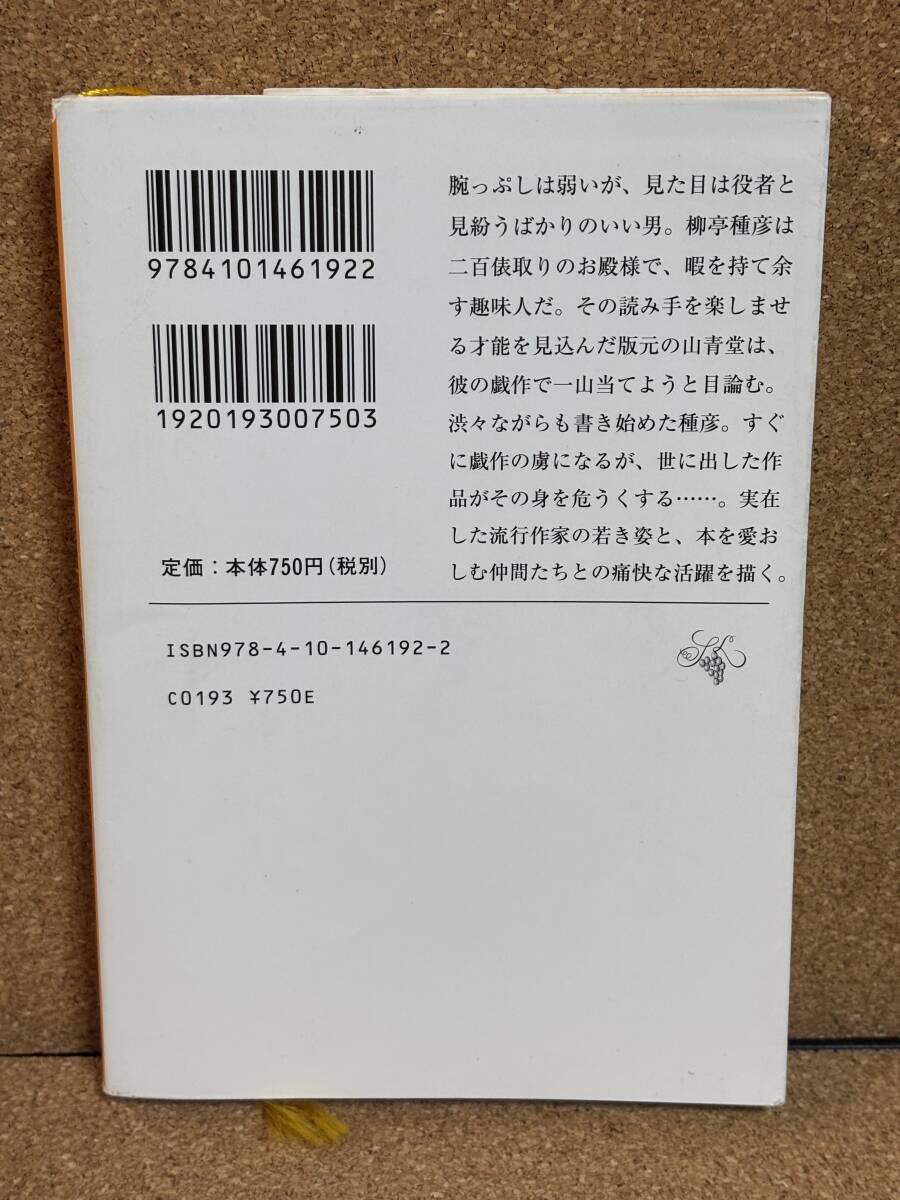 9784101461922
1920193007503
定価：本体750円（税別）
腕っぷしは弱いが、見た目は役者と
見紛うばかりのいい男。柳亭種彦は
二百俵取りのお殿様で、暇を持て余
す趣味人だ。その読み手を楽しませ
る才能を見込んだ版元の山青堂は、
彼の戯作で一山当てようと目論む。
渋々ながらも書き始めた種彦。すぐ
に戯作の虜になるが、世に出した作
品がその身を危うくする……。実在
した流行作家の若き姿と、本を愛お
しむ仲間たちとの痛快な活躍を描く。
ISBN978-4-10-146192-2
C0193 ¥750E
SK